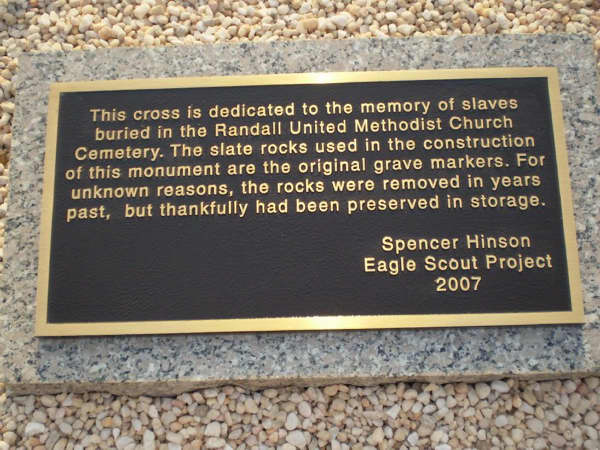 This cross is dedicated to the memory of slaves
buried in the Randall United Methodist Church
Cemetery. The slate rocks used in the construction
of this monument are the original grave markers. For
unknown reasons, the rocks were removed in years
past, but thankfully had been preserved in storage.
Spencer Hinson
Eagle Scout Project
2007